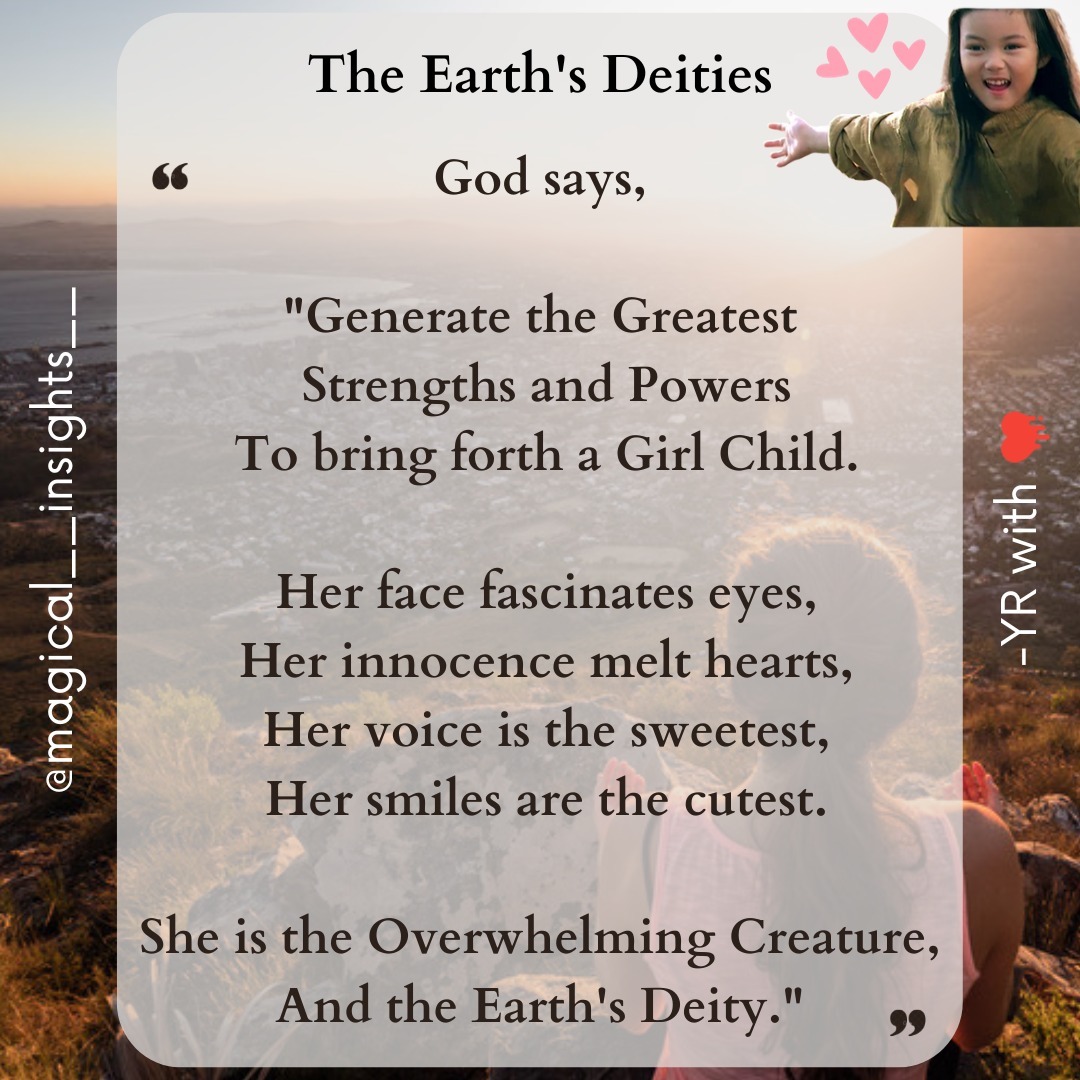 The Earth's Deities
“
God says,
"Generate the Greatest
Strengths and Powers
To bring forth a Girl Child.
Her face fascinates eyes,
Her innocence melt hearts,
Her voice is the sweetest,
Her smiles are the cutest.
She is the Overwhelming Creature,
And the Earth's Deity."
”
@magical__insights__
-YR with ❤